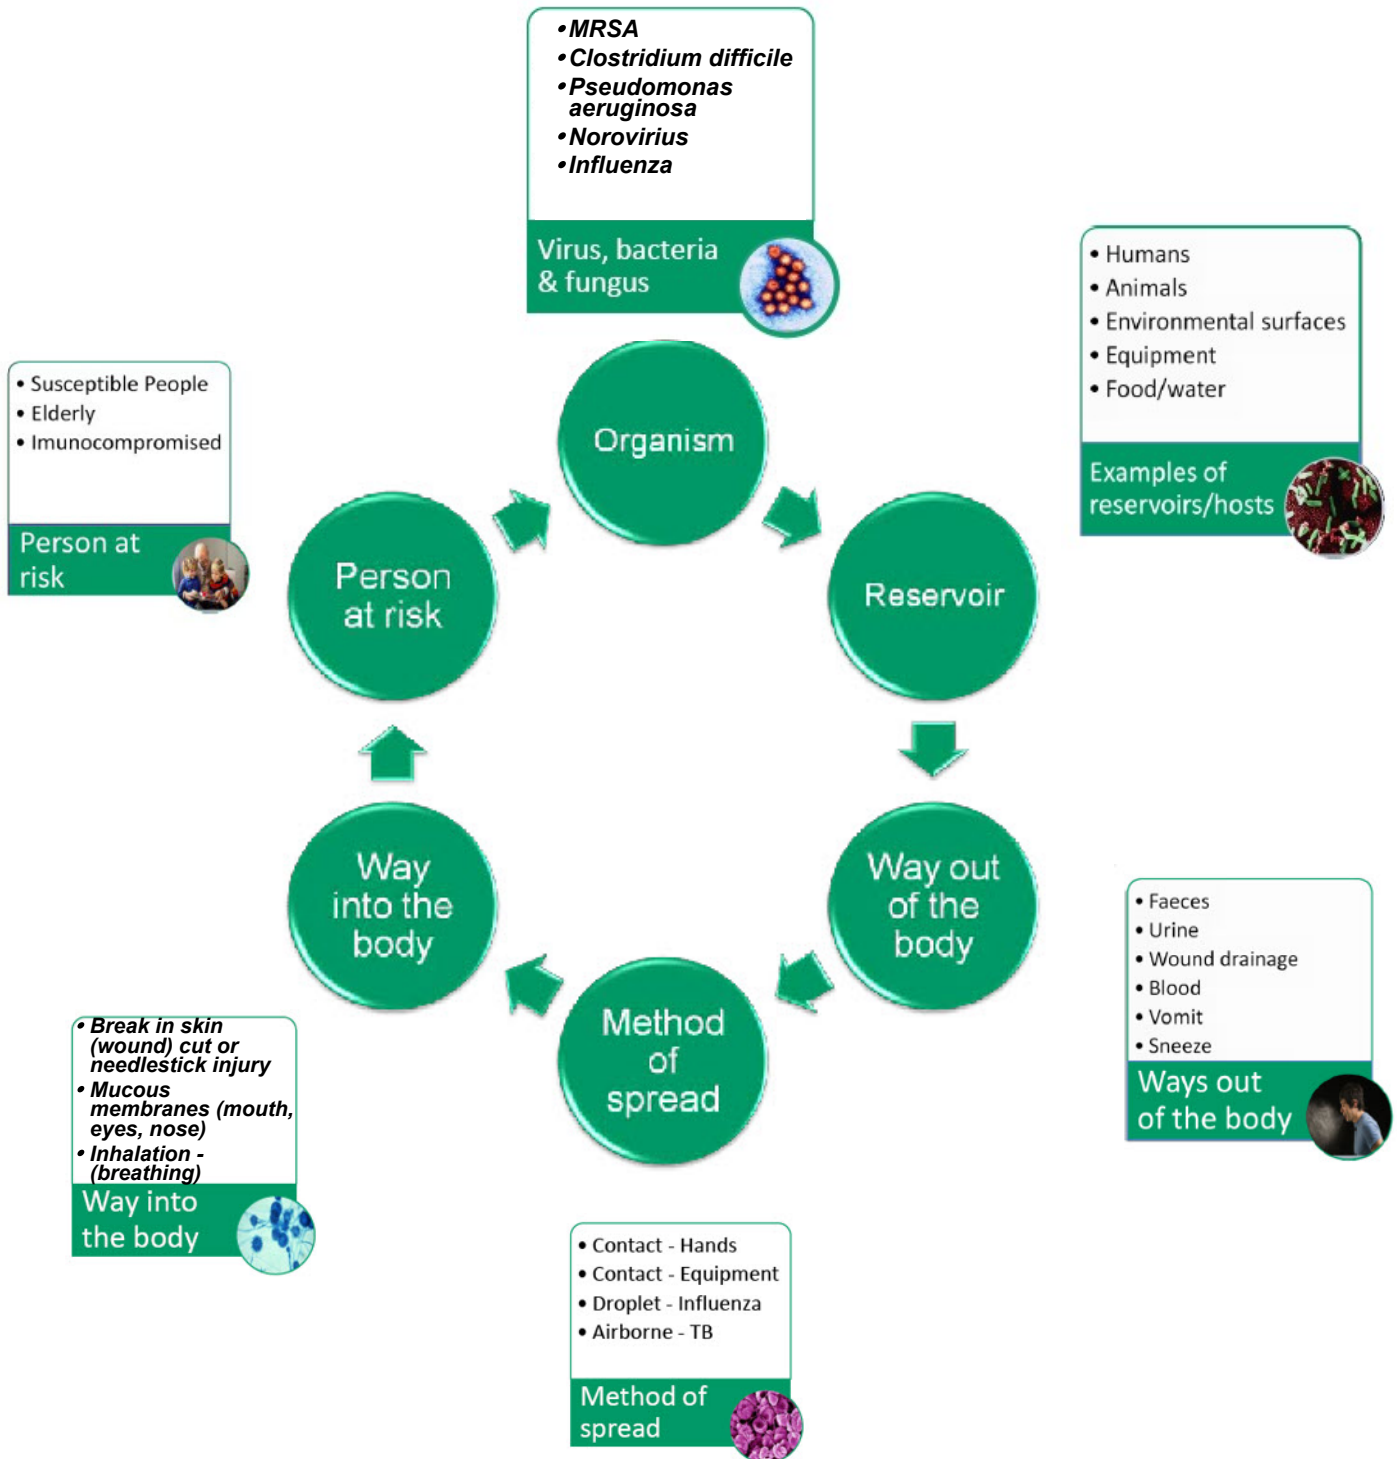 • MRSA
• Clostridium difficile
• Pseudomonas
aeruginosa
• Norovirius
• Influenza
Virus, bacteria
& fungus
• Humans
• Animals
• Environmental surfaces
• Equipment
• Food/water
Examples of
reservoirs/hosts
• Susceptible People
• Elderly
• Imunocompromised
Person at
risk
Organism
Reservoir
Way out
of the
body
Method
of
spread
Way
into the
body
Person
at risk
• Faeces
• Urine
• Wound drainage
• Blood
• Vomit
• Sneeze
Ways out
of the body
• Break in skin
(wound) cut or
needlestick injury
• Mucous
membranes (mouth,
eyes, nose)
• Inhalation -
(breathing)
Way into
the body
• Contact - Hands
• Contact - Equipment
• Droplet - Influenza
• Airborne - TB
Method of
spread